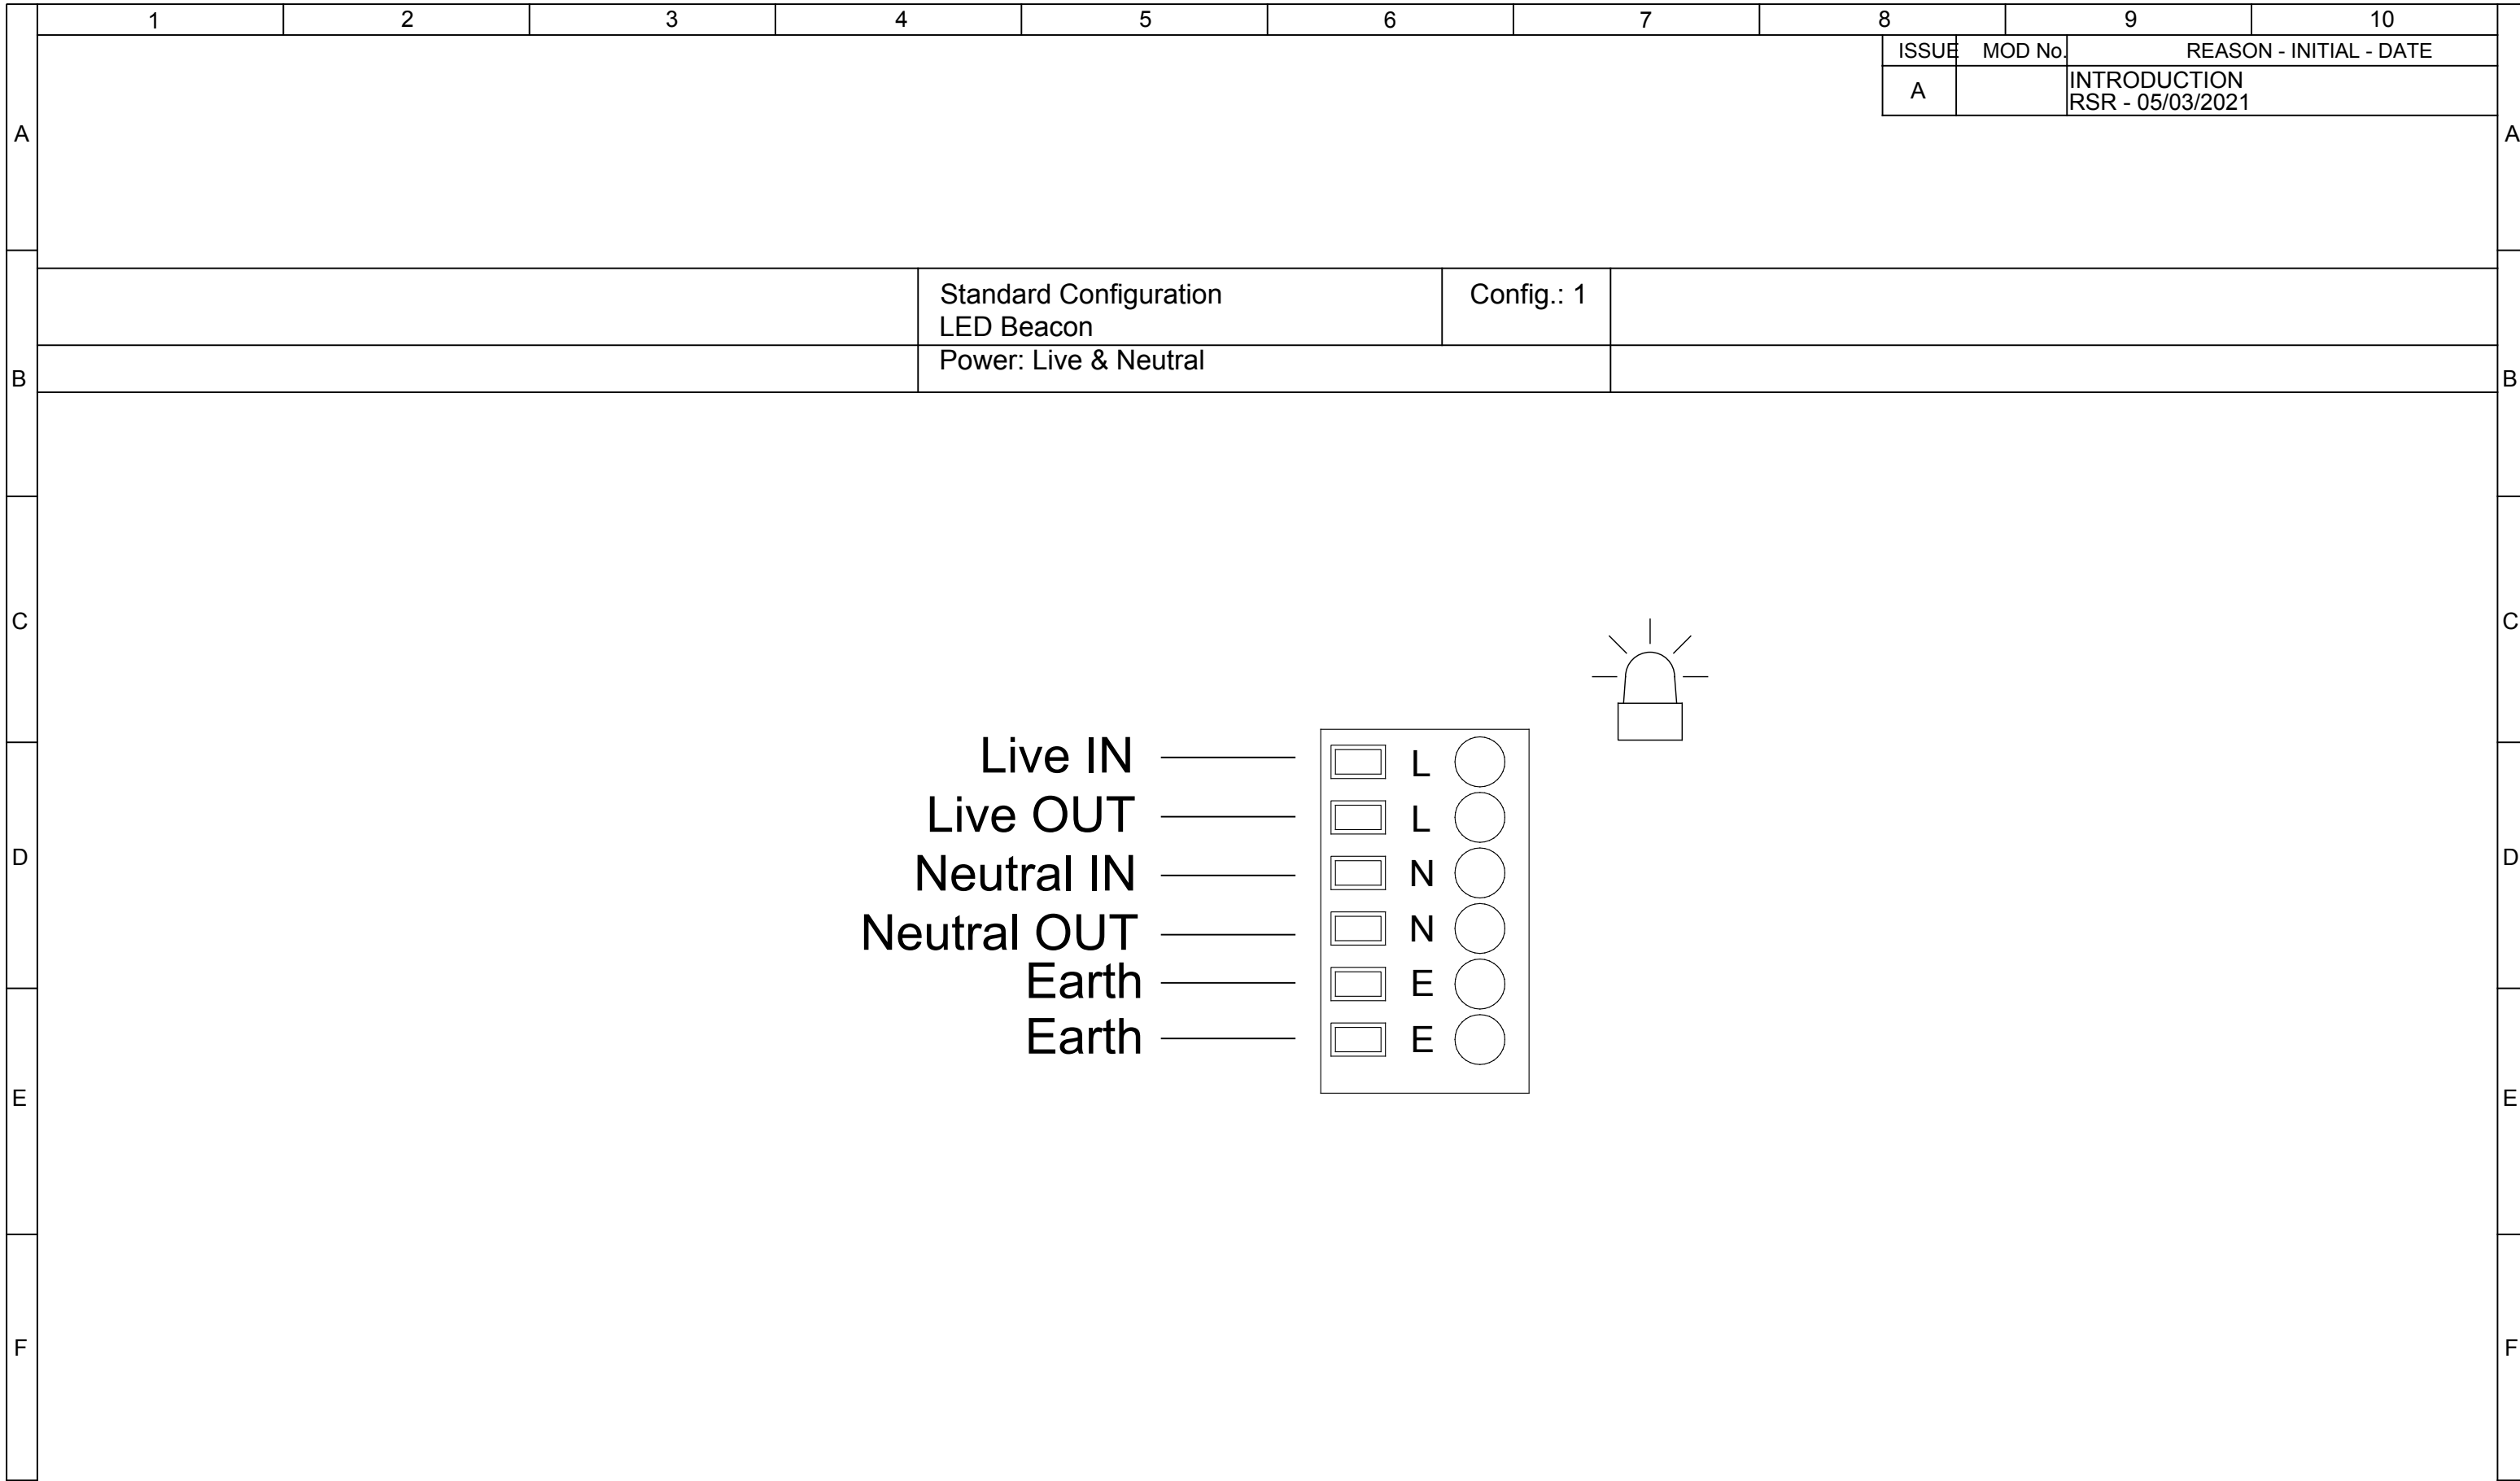 1 2 3 4 5 6 7 8 9 10
ISSUE MOD No. REASON - INITIAL - DATE
A INTRODUCTION
RSR - 05/03/2021
A A
Standard Configuration Config.: 1
LED Beacon
Power: Live & Neutral
B B
C C
Live IN L
Live OUT L
D D
Neutral IN N
Neutral OUT N
Earth E
Earth E
E E
F F